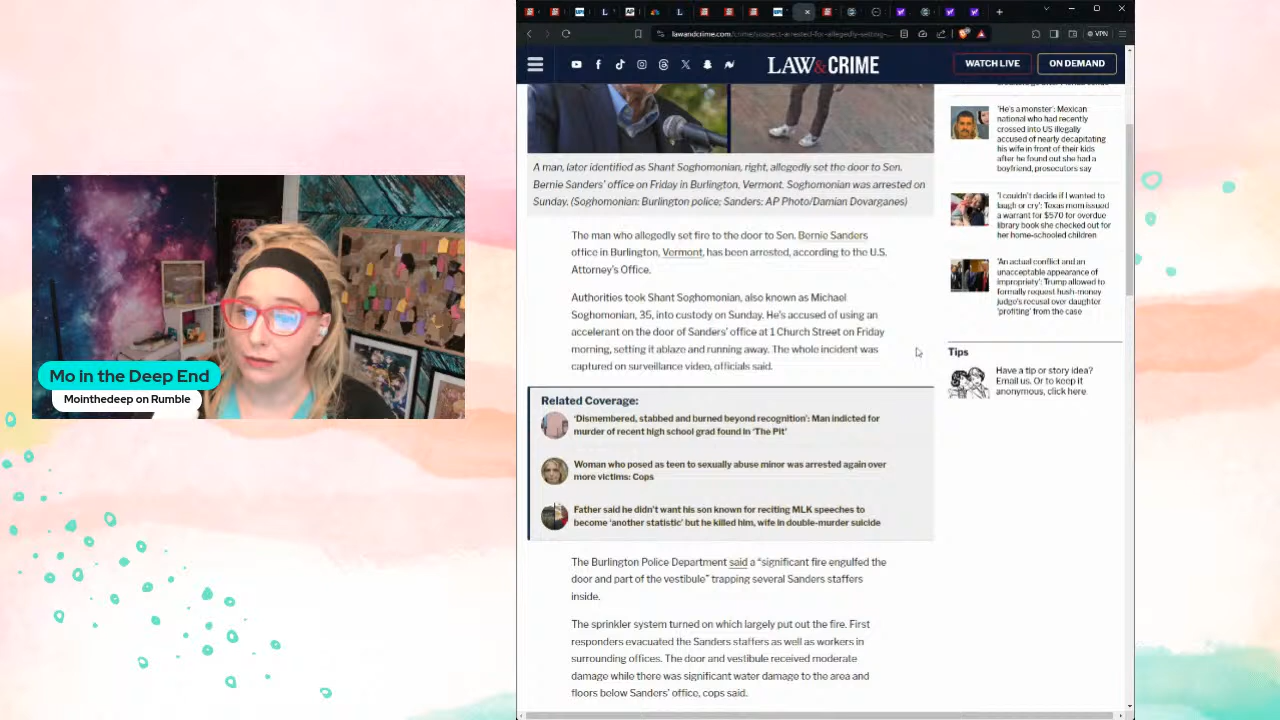 lawandcrime.com/crime/suspect-arrested-for-allegedly-setting-...
VPN
LAW&CRIME
WATCH LIVE
ON DEMAND
A man, later identified as Shant Soghomonian, right, allegedly set the door to Sen.
Bernie Sanders' office on Friday in Burlington, Vermont. Soghomonian was arrested on
Sunday. (Soghomonian: Burlington police; Sanders: AP Photo/Damian Dovarganes)
The man who allegedly set fire to the door to Sen. Bernie Sanders
office in Burlington, Vermont, has been arrested, according to the U.S.
Attorney's Office.
Authorities took Shant Soghomonian, also known as Michael
Soghomonian, 35, into custody on Sunday. He's accused of using an
accelerant on the door of Sanders' office at 1 Church Street on Friday
morning, setting it ablaze and running away. The whole incident was
captured on surveillance video, officials said.
Related Coverage:
'Dismembered, stabbed and burned beyond recognition': Man indicted for
murder of recent high school grad found in 'The Pit'
Woman who posed as teen to sexually abuse minor was arrested again over
more victims: Cops
Father said he didn't want his son known for reciting MLK speeches to
become 'another statistic' but he killed him, wife in double-murder suicide
The Burlington Police Department said a "significant fire engulfed the
door and part of the vestibule" trapping several Sanders staffers
inside.
The sprinkler system turned on which largely put out the fire. First
responders evacuated the Sanders staffers as well as workers in
surrounding offices. The door and vestibule received moderate
damage while there was significant water damage to the area and
floors below Sanders' office, cops said.
'He's a monster': Mexican
national who had recently
crossed into US illegally
accused of nearly decapitating
his wife in front of their kids
after he found out she had a
boyfriend, prosecutors say
'I couldn't decide if I wanted to
laugh or cry': Texas mom issued
a warrant for $570 for overdue
library book she checked out for
her home-schooled children
'An actual conflict and an
unacceptable appearance of
impropriety': Trump allowed to
formally request hush-money
judge's recusal over daughter
'profiting' from the case
Tips
Have a tip or story idea?
Email us. Or to keep it
anonymous, click here.
Mo in the Deep End
Mointhedeep on Rumble